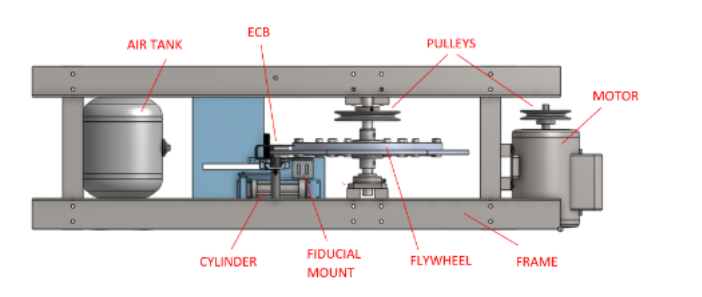 ECB
AIR TANK
PULLEYS
MOTOR
CYLINDER
FIDUCIAL
MOUNT
FLYWHEEL
FRAME